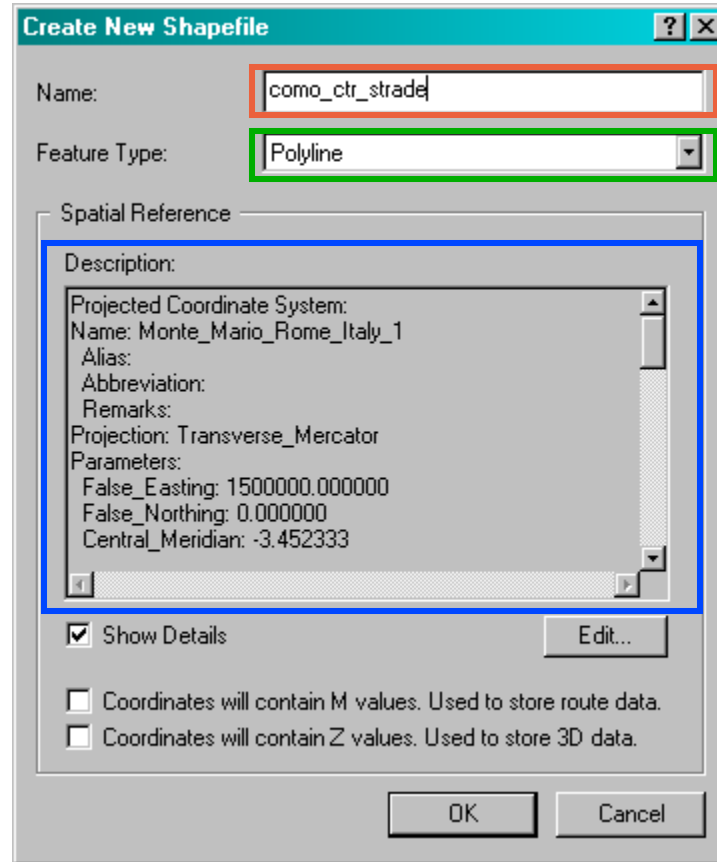 Create New Shapefile
Name: como_ctr_strade
Feature Type: Polyline
Spatial Reference
Description:
Projected Coordinate System:
Name: Monte_Mario_Rome_Italy_1
Alias:
Abbreviation:
Remarks:
Projection: Transverse_Mercator
Parameters:
False_Easting: 1500000.000000
False_Northing: 0.000000
Central_Meridian: -3.452333
Show Details Edit...
Coordinates will contain M values. Used to store route data.
Coordinates will contain Z values. Used to store 3D data.
OK Cancel